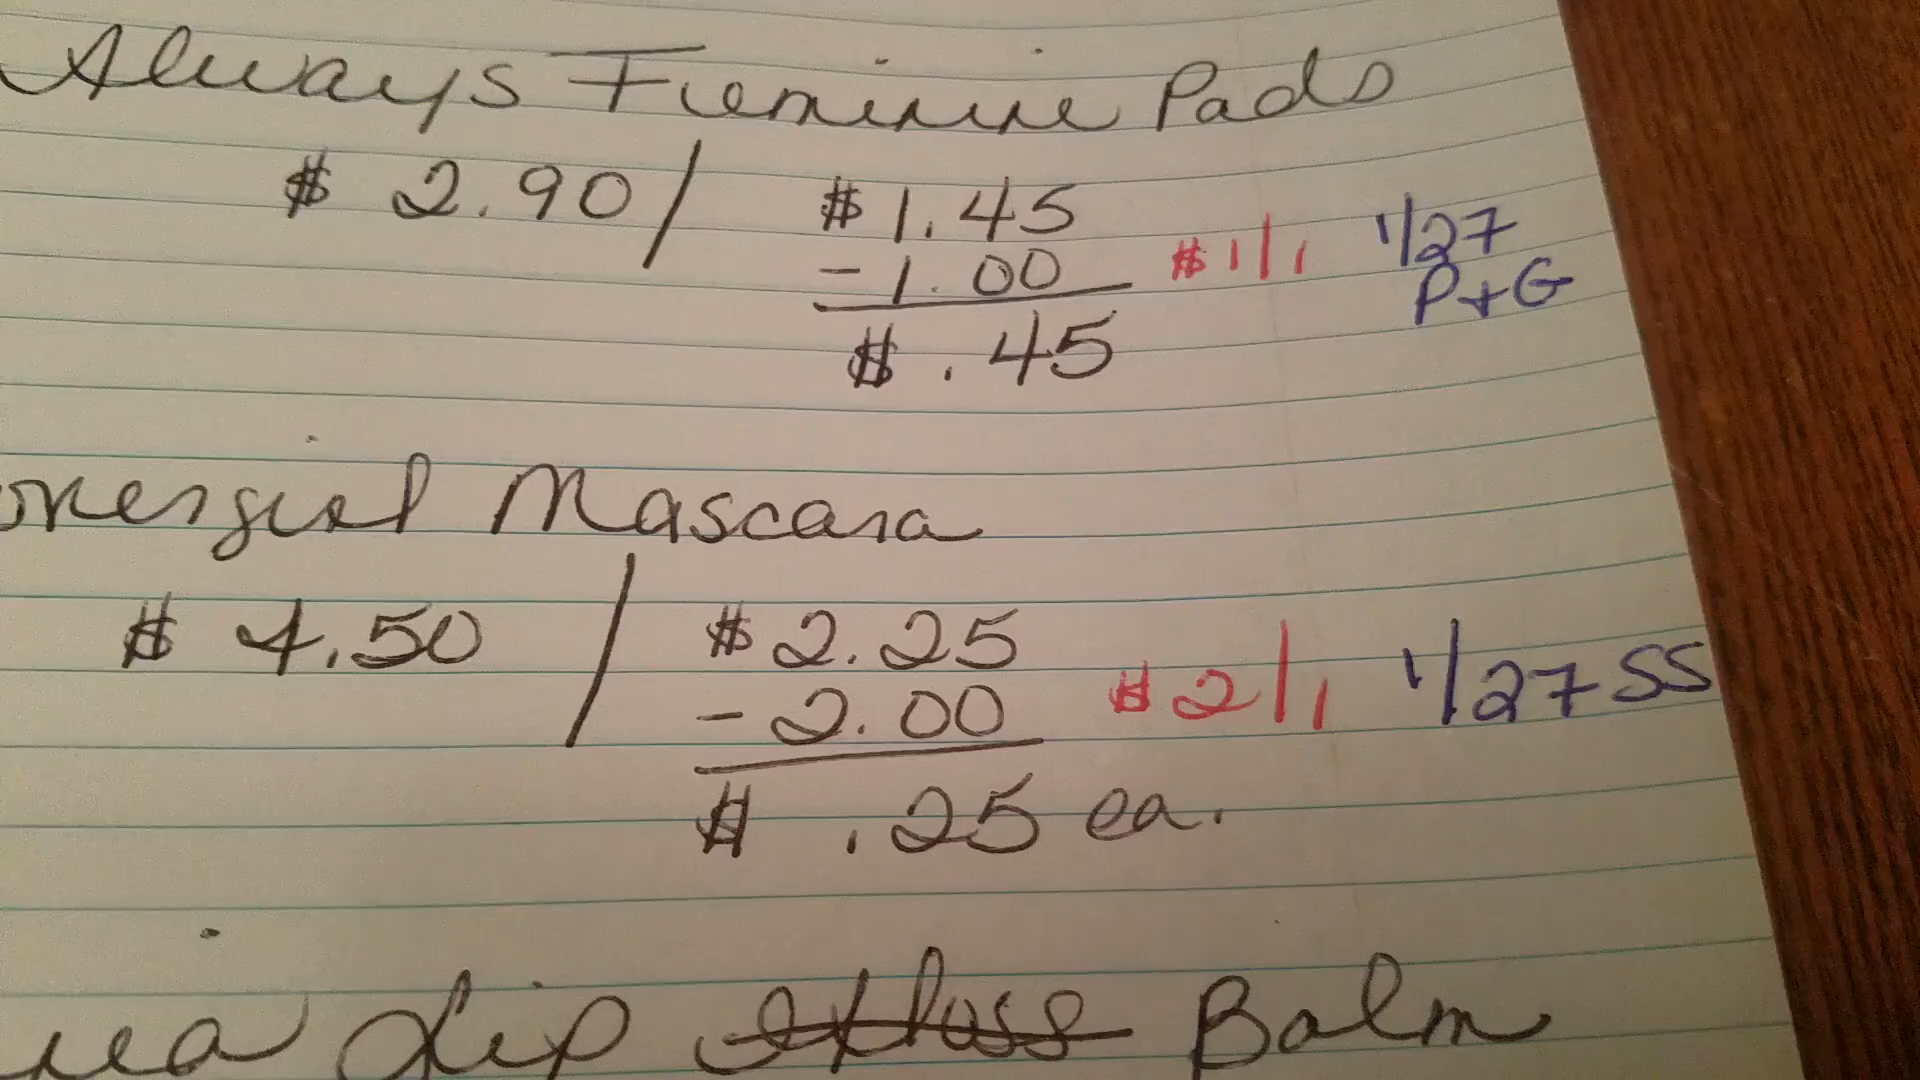 Always Feminine Pads
$ 2.90 / $1.45
- 1.00 $1/1 1/27
P+G
$ .45
Mascara
$ 4.50 / $2.25
- 2.00 $2/1 1/27 SS
$ .25 ea.
Lip Gloss Balm